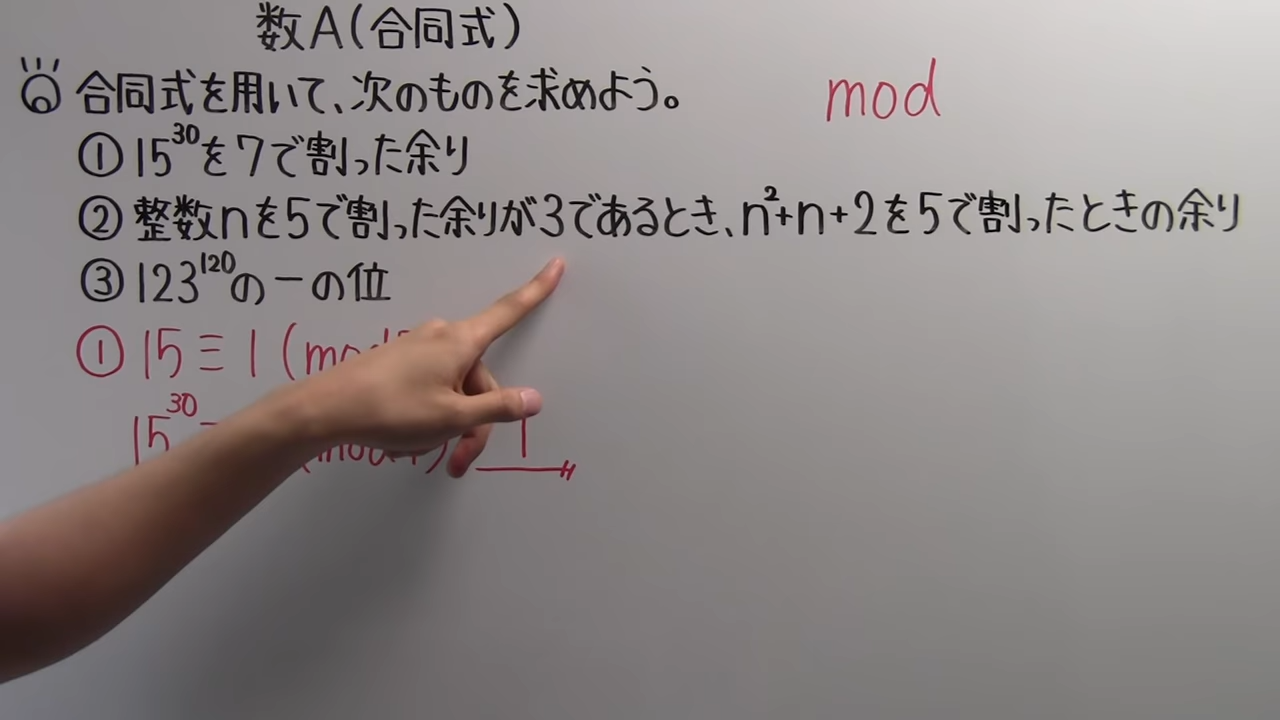 数A(合同式)
合同式を用いて、次のものを求めよう。
mod
① 15³⁰を7で割った余り
② 整数nを5で割った余りが3であるとき、n²+n+2を5で割ったときの余り
③ 123¹²⁰の一の位
① 15≡1 (mod
15³⁰ 1